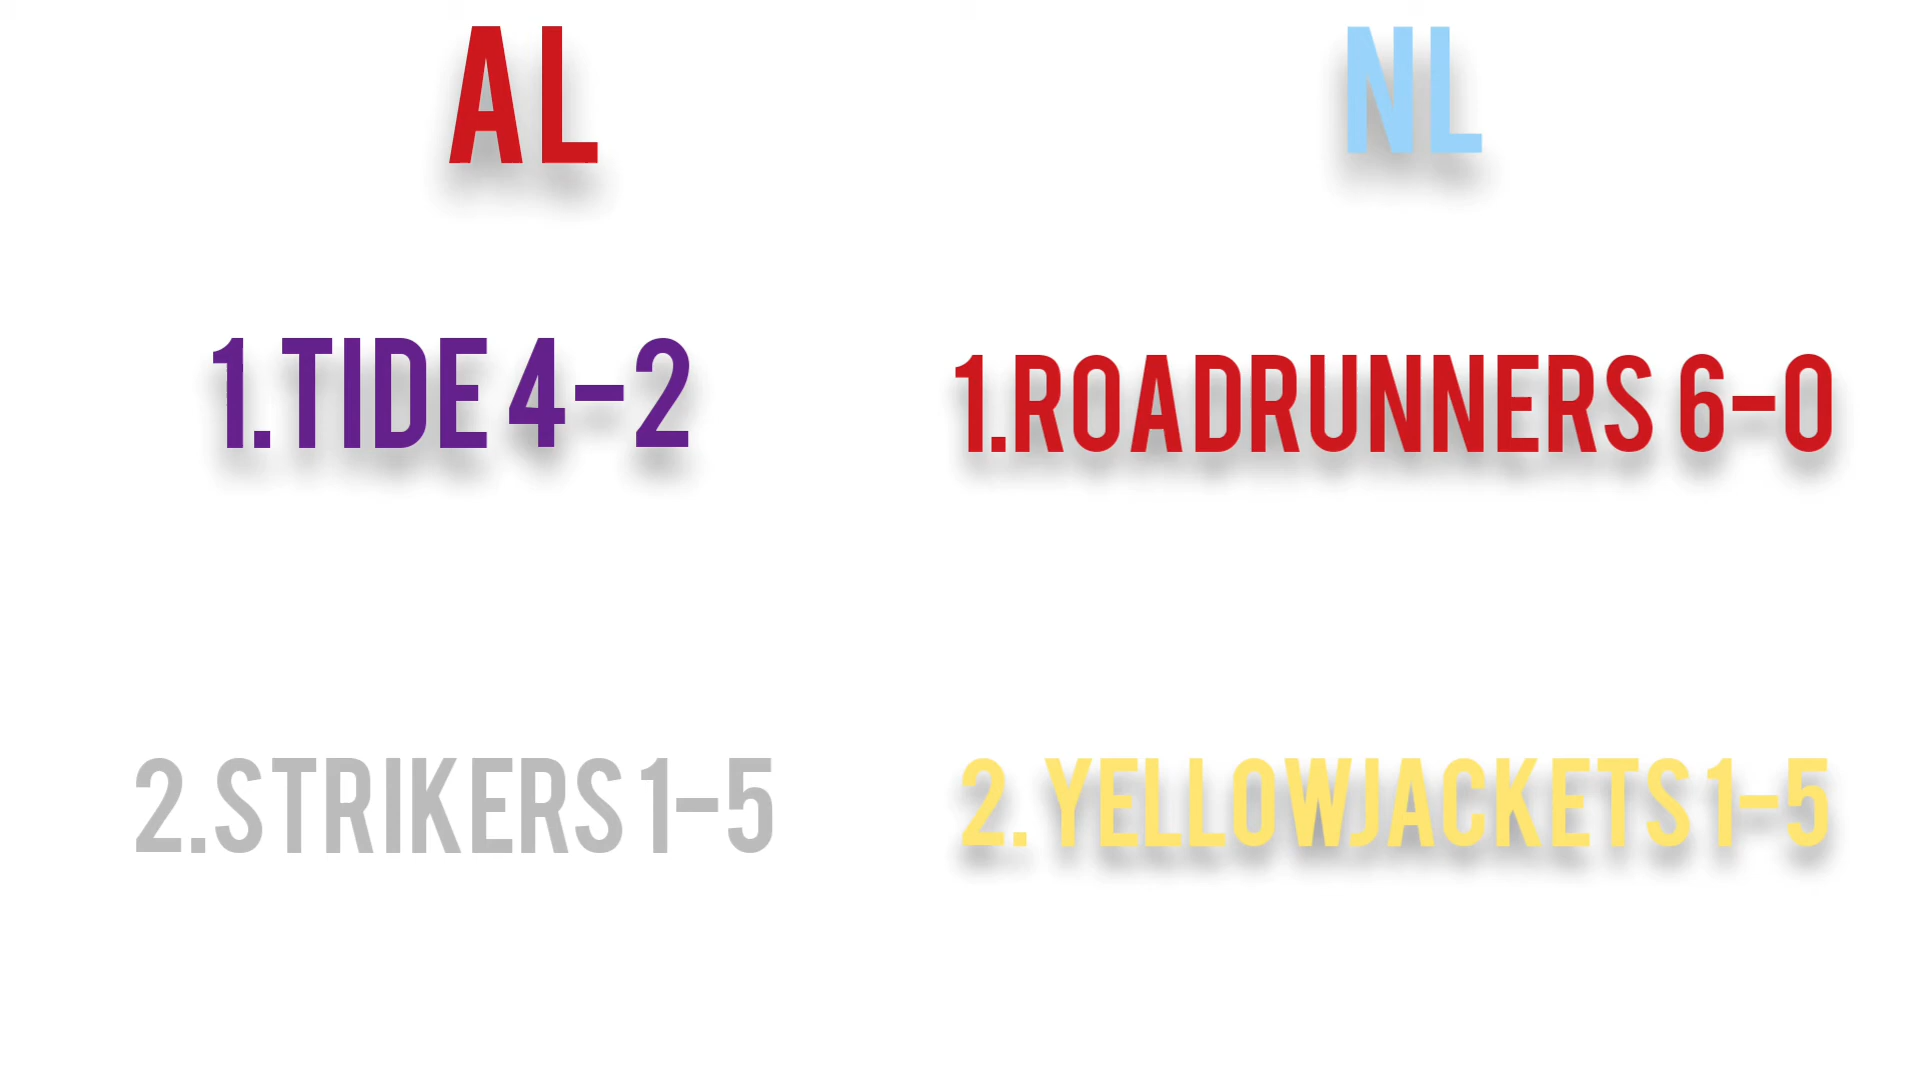 AL
NL
1.TIDE 4-2
1.ROADRUNNERS 6-0
2.STRIKERS 1-5
2. YELLOWJACKETS 1-5